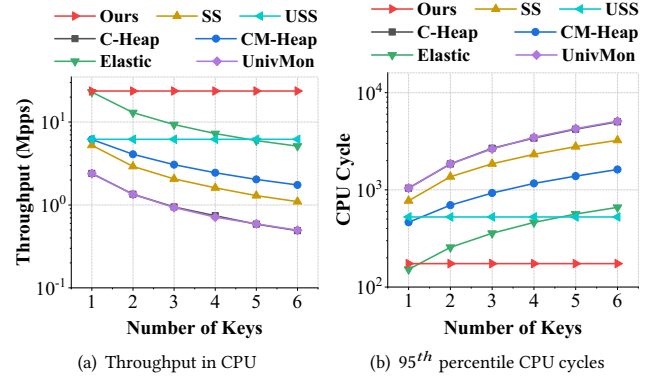 Ours SS USS
C-Heap CM-Heap
Elastic UnivMon
Throughput (Mpps)
10^1
10^0
10^-1
1 2 3 4 5 6
Number of Keys
(a) Throughput in CPU
Ours SS USS
C-Heap CM-Heap
Elastic UnivMon
CPU Cycle
10^4
10^3
10^2
1 2 3 4 5 6
Number of Keys
(b) 95^th percentile CPU cycles